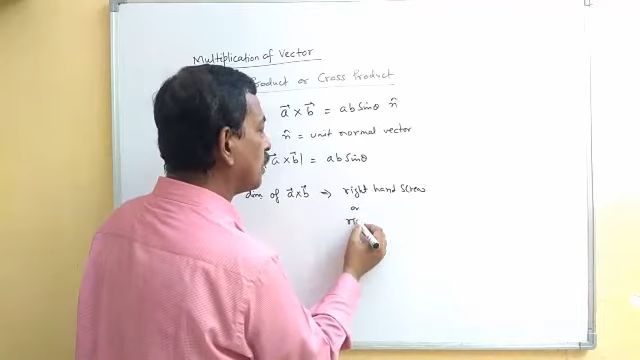 Multiplication of Vector
Product or Cross Product
a⃗ × b⃗ = ab Sinθ n̂
n̂ = unit normal vector
a⃗ × b⃗| = ab Sinθ
of a⃗ × b⃗ → right hand Screw
or